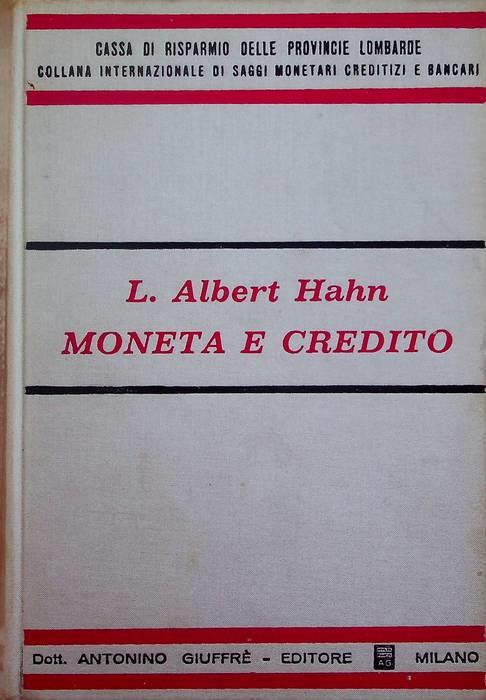 CASSA DI RISPARMIO DELLE PROVINCIE LOMBARDE
COLLANA INTERNAZIONALE DI SAGGI MONETARI CREDITIZI E BANCARI
L. Albert Hahn
MONETA E CREDITO
Dott. ANTONINO GIUFFRÈ - EDITORE AG MILANO